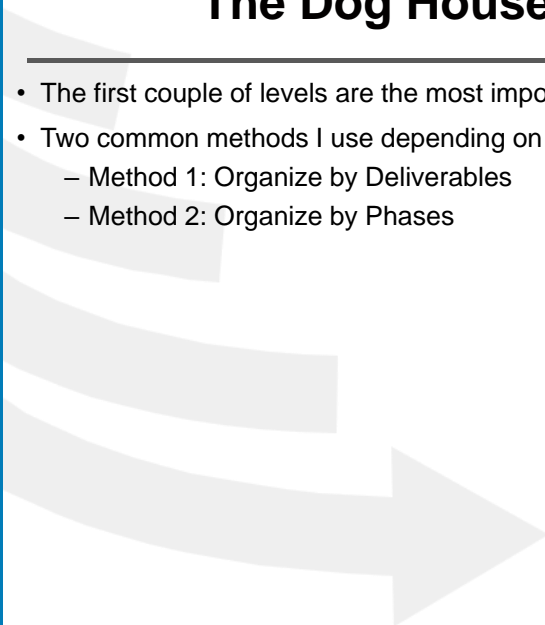 The Dog House
• The first couple of levels are the most
• Two common methods I use depending on
– Method 1: Organize by Deliverables
– Method 2: Organize by Phases